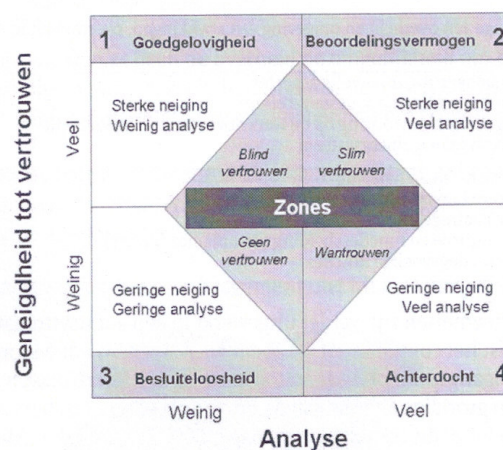 1 Goedgelovigheid
Beoordelingsvermogen 2
Sterke neiging
Weinig analyse
Sterke neiging
Veel analyse
Blind
vertrouwen
Slim
vertrouwen
Zones
Geen
vertrouwen
Wantrouwen
Geringe neiging
Geringe analyse
Geringe neiging
Veel analyse
3 Besluiteloosheid
Achterdocht 4
Geneigdheid tot vertrouwen
Veel
Weinig
Weinig
Veel
Analyse